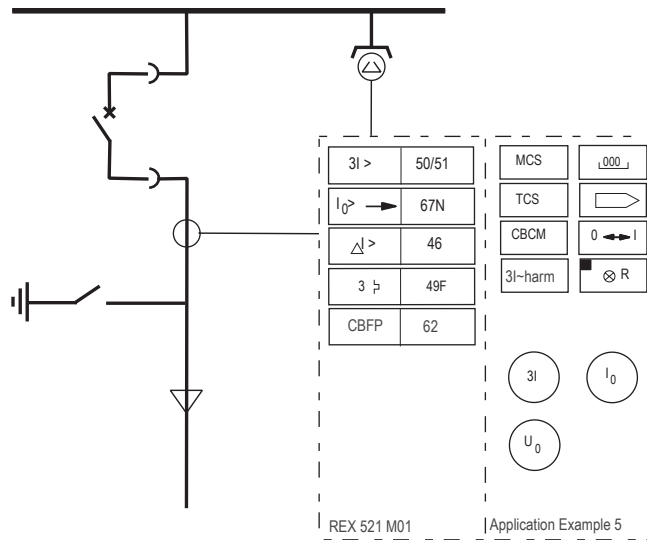 3I > 50/51
I0> 67N
I> 46
3 49F
CBFP 62
MCS 000
TCS
CBCM 0 I
3I~harm R
3I I0
U0
REX 521 M01 Application Example 5